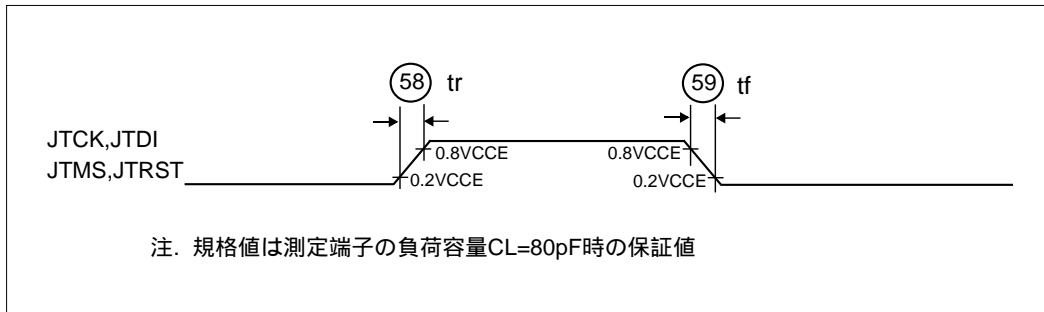 58 tr
59 tf
JTCK,JTDI
JTMS,JTRST
0.8VCCE
0.2VCCE
0.8VCCE
0.2VCCE
注. 規格値は測定端子の負荷容量CL=80pF時の保証値